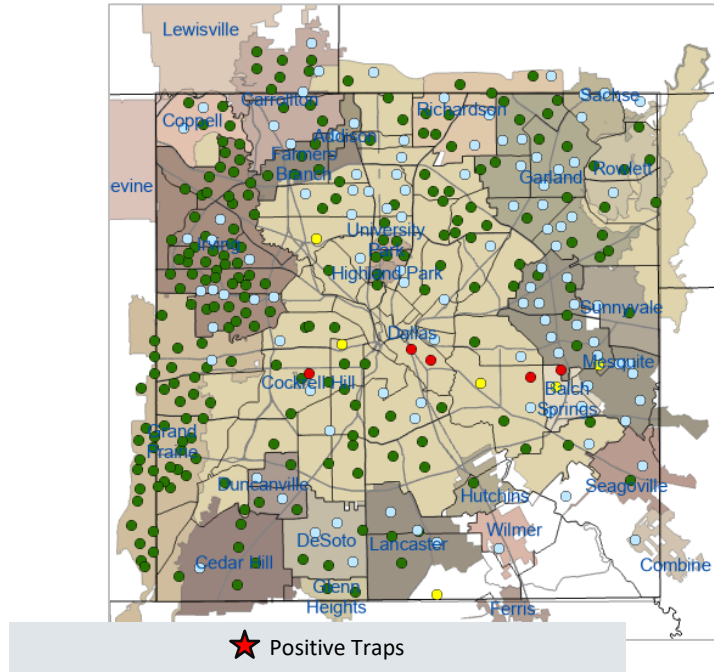 Lewisville
Sachse
Carrollton
Richardson
Coppell
Addison
Farmers
Branch
Rowlett
Garland
evine
University
Park
Irving
Highland Park
Sunnyvale
Dallas
Mesquite
Cockrell Hill
Balch
Springs
Grand
Prairie
Duncanville
Seagoville
Hutchins
Wilmer
DeSoto
Lancaster
Cedar Hill
Combine
Glenn
Heights
Ferris
Positive Traps